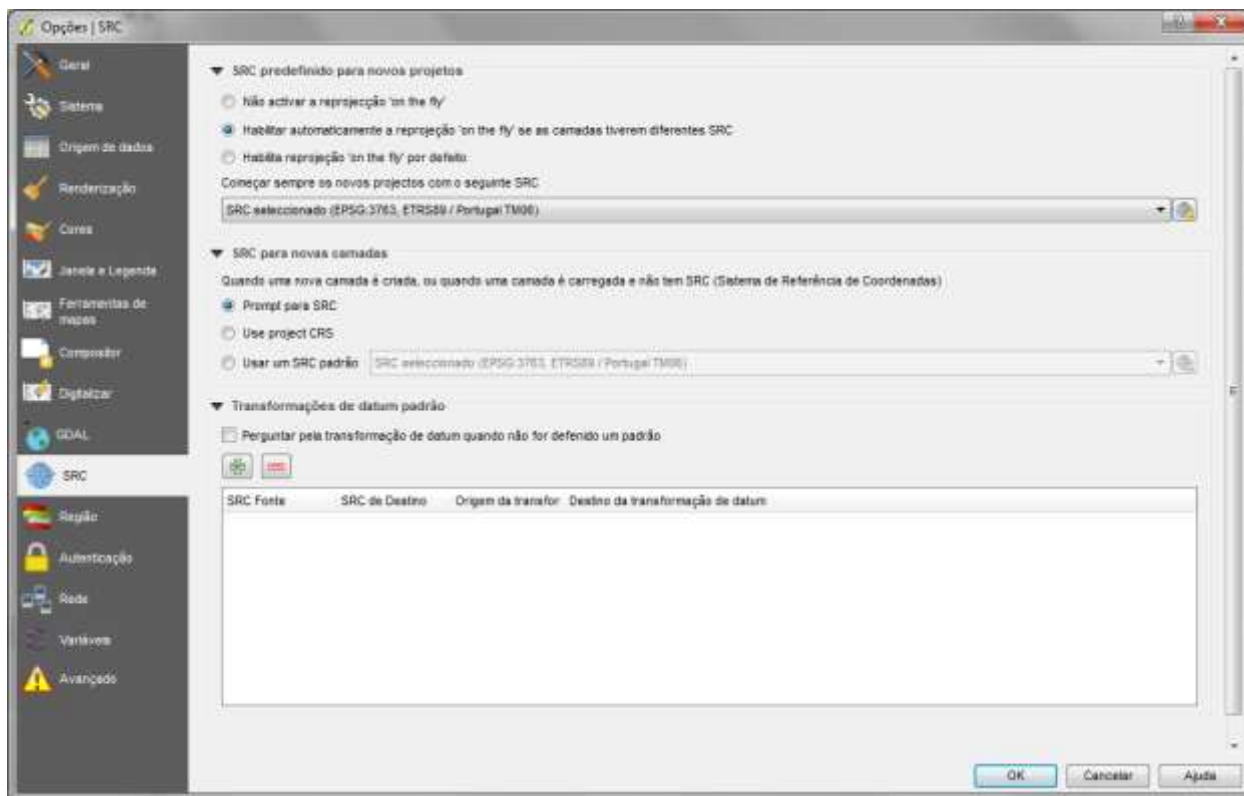 Opções | SRC
Geral
Sistema
Origem de dados
Renderização
Cores
Janela e Legenda
Ferramentas de
mapas
Compositor
Digitalizar
GDAL
SRC
Região
Autenticação
Rede
Variáveis
Avançado
SRC predefinido para novos projetos
Não activar a reprojecção 'on the fly'
Habilitar automaticamente a reprojeção 'on the fly' se as camadas tiverem diferentes SRC
Habilita reprojeção 'on the fly' por defeito
Começar sempre os novos projectos com o seguinte SRC
SRC seleccionado (EPSG:3763, ETRS89 / Portugal TM06)
SRC para novas camadas
Quando uma nova camada é criada, ou quando uma camada é carregada e não tem SRC (Sistema de Referência de Coordenadas)
Prompt para SRC
Use project CRS
Usar um SRC padrão
SRC seleccionado (EPSG:3763, ETRS89 / Portugal TM06)
Transformações de datum padrão
Perguntar pela transformação de datum quando não for defenido um padrão
SRC Fonte SRC de Destino Origem da transfor Destino da transformação de datum
OK Cancelar Ajuda